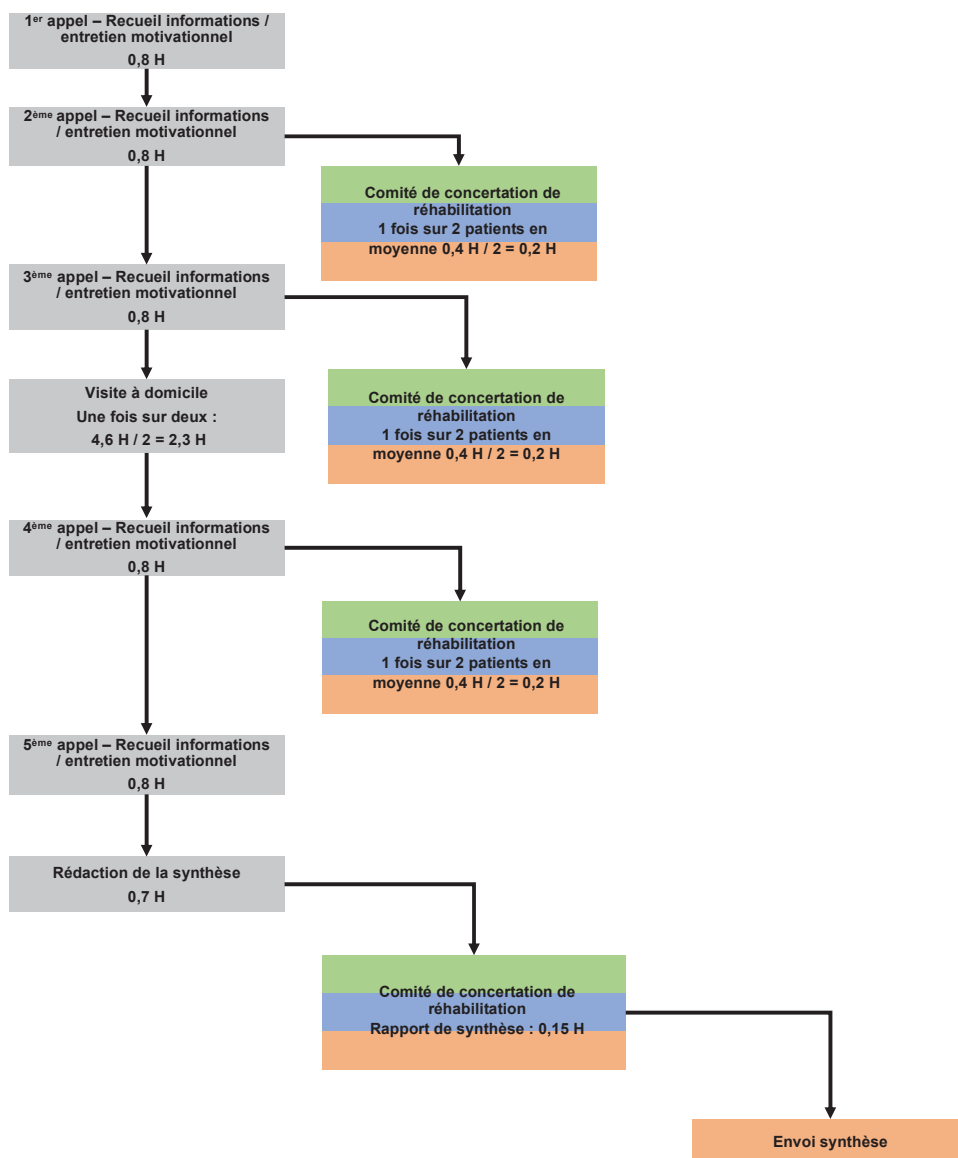 1er appel – Recueil informations /
entretien motivationnel
0,8 H
2ème appel – Recueil informations
/ entretien motivationnel
0,8 H
Comité de concertation de
réhabilitation
1 fois sur 2 patients en
moyenne 0,4 H / 2 = 0,2 H
3ème appel – Recueil informations
/ entretien motivationnel
0,8 H
Visite à domicile
Une fois sur deux :
4,6 H / 2 = 2,3 H
Comité de concertation de
réhabilitation
1 fois sur 2 patients en
moyenne 0,4 H / 2 = 0,2 H
4ème appel – Recueil informations
/ entretien motivationnel
0,8 H
Comité de concertation de
réhabilitation
1 fois sur 2 patients en
moyenne 0,4 H / 2 = 0,2 H
5ème appel – Recueil informations
/ entretien motivationnel
0,8 H
Rédaction de la synthèse
0,7 H
Comité de concertation de
réhabilitation
Rapport de synthèse : 0,15 H
Envoi synthèse